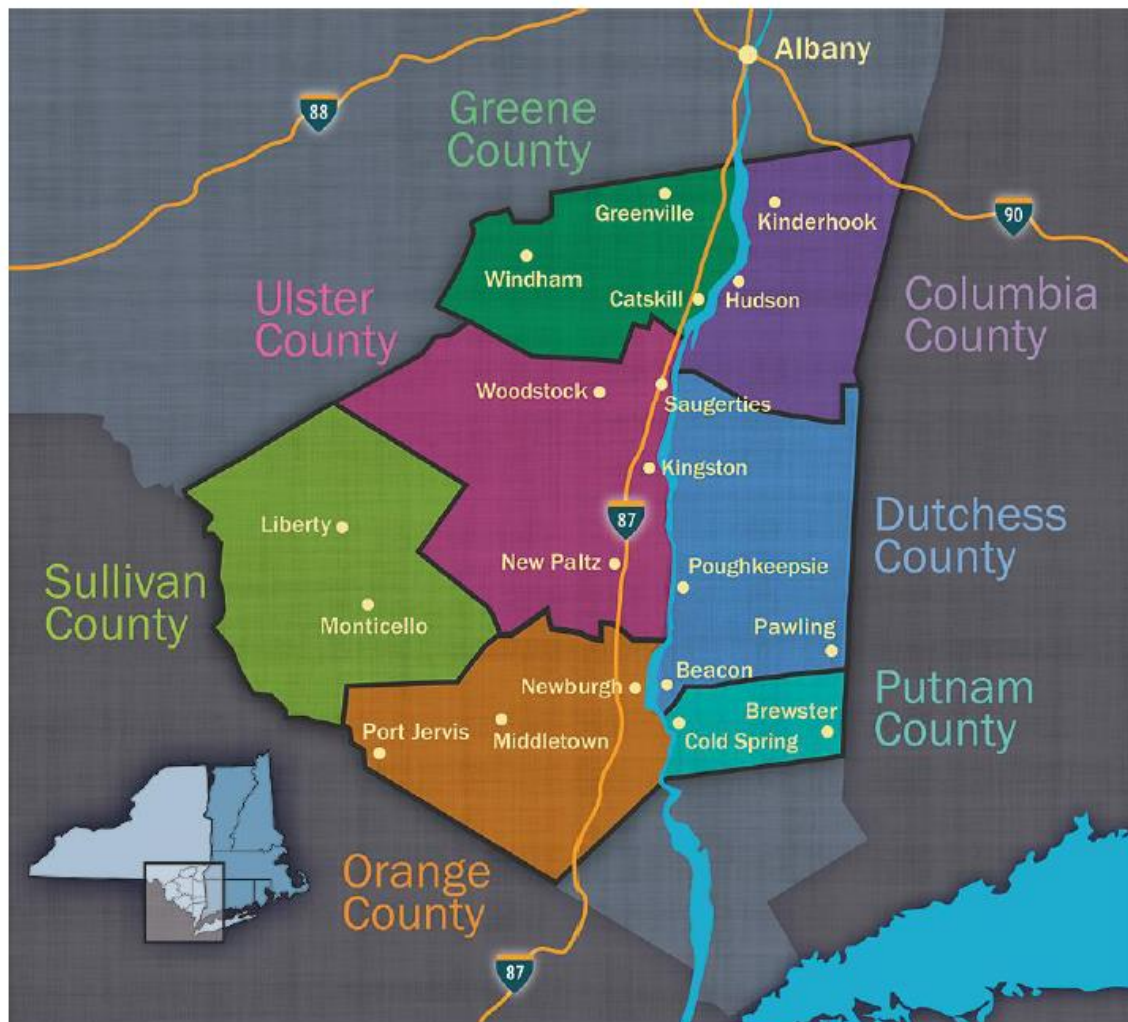 Albany
88
Greene
County
Greenville
Kinderhook
90
Windham
Ulster
County
Catskill
Hudson
Columbia
County
Woodstock
Saugerties
Kingston
Liberty
87
Dutchess
County
New Paltz
Poughkeepsie
Sullivan
County
Monticello
Pawling
Beacon
Newburgh
Putnam
County
Port Jervis
Middletown
Brewster
Cold Spring
Orange
County
87